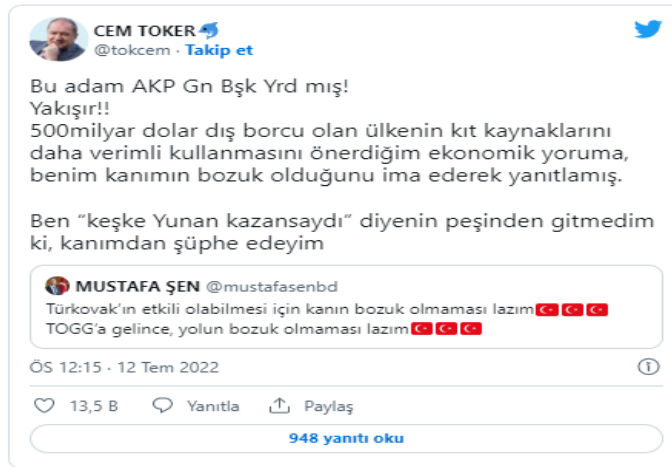 CEM TOKER🐬
@tokcem · Takip et
Bu adam AKP Gn Bşk Yrd mış!
Yakışır!!
500milyar dolar dış borcu olan ülkenin kıt kaynaklarını
daha verimli kullanmasını önerdiğim ekonomik yoruma,
benim kanımın bozuk olduğunu ima ederek yanıtlamış.
Ben “keşke Yunan kazansaydı” diyenin peşinden gitmedim
ki, kanımdan şüphe edeyim
MUSTAFA ŞEN @mustafasenbd
Türkovak’ın etkili olabilmesi için kanın bozuk olmaması lazım🇹🇷🇹🇷🇹🇷
TOGG’a gelince, yolun bozuk olmaması lazım🇹🇷🇹🇷🇹🇷
ÖS 12:15 · 12 Tem 2022
13,5 B Yanıtla Paylaş
948 yanıtı oku